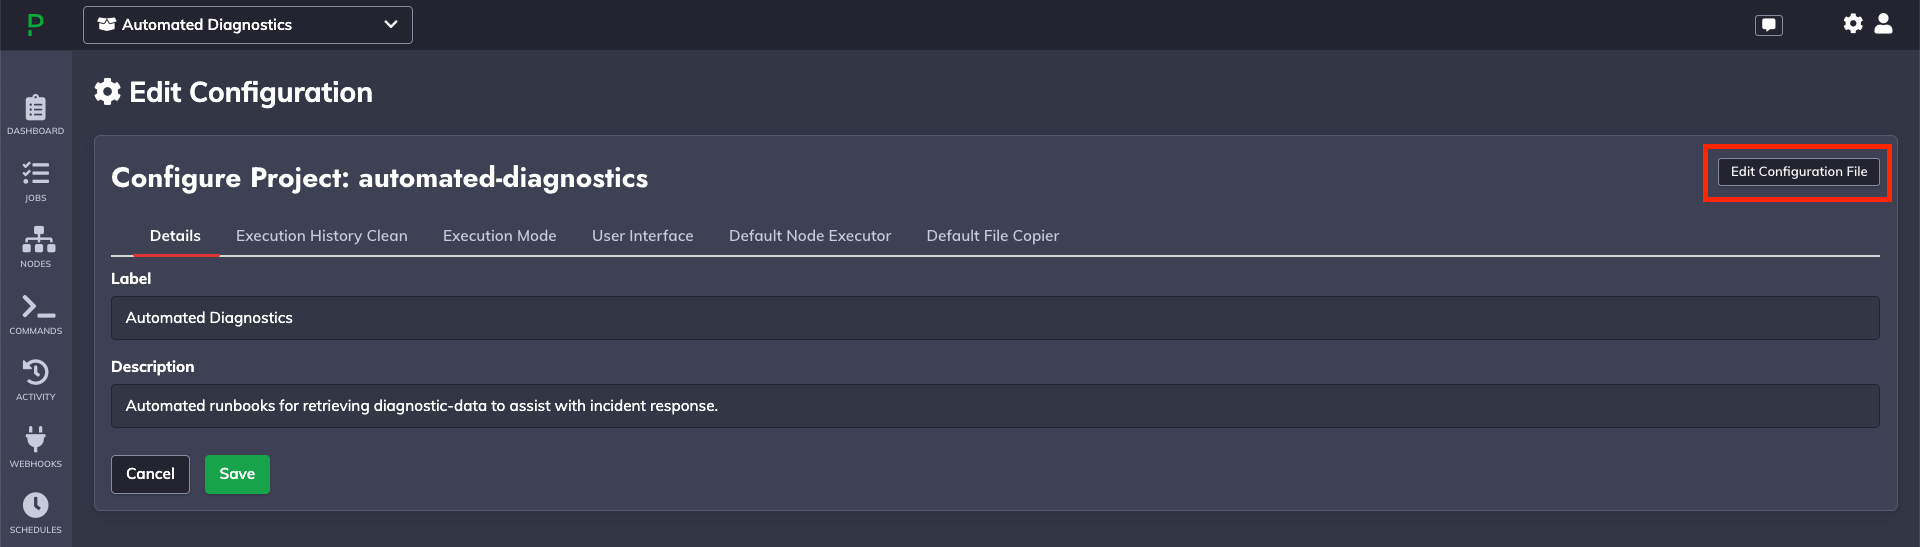 P
Automated Diagnostics
Edit Configuration
DASHBOARD
JOBS
NODES
COMMANDS
ACTIVITY
WEBHOOKS
SCHEDULES
Configure Project: automated-diagnostics
Edit Configuration File
Details Execution History Clean Execution Mode User Interface Default Node Executor Default File Copier
Label
Automated Diagnostics
Description
Automated runbooks for retrieving diagnostic-data to assist with incident response.
Cancel Save